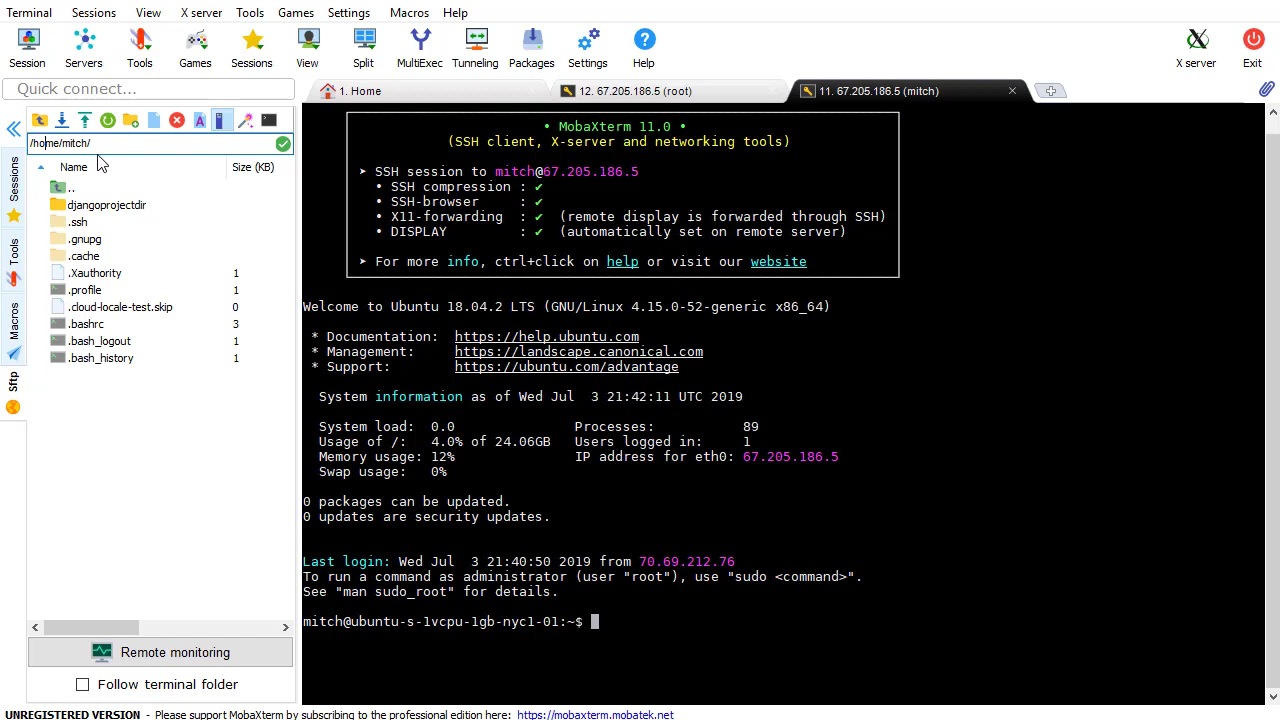 Terminal Sessions View X server Tools Games Settings Macros Help
Session Servers Tools Games Sessions View Split MultiExec Tunneling Packages Settings Help X server Exit
Quick connect...
1. Home
12. 67.205.186.5 (root)
11. 67.205.186.5 (mitch)
/home/mitch/
Name Size (KB)
..
djangoprojectdir
.ssh
.gnupg
.cache
.Xauthority 1
.profile 1
.cloud-locale-test.skip 0
.bashrc 3
.bash_logout 1
.bash_history 1
Sessions
Tools
Macros
Sftp
Remote monitoring
Follow terminal folder
• MobaXterm 11.0 •
(SSH client, X-server and networking tools)
➤ SSH session to mitch@67.205.186.5
• SSH compression : ✔
• SSH-browser : ✔
• X11-forwarding : ✔ (remote display is forwarded through SSH)
• DISPLAY : ✔ (automatically set on remote server)
➤ For more info, ctrl+click on help or visit our website
Welcome to Ubuntu 18.04.2 LTS (GNU/Linux 4.15.0-52-generic x86_64)
* Documentation: https://help.ubuntu.com
* Management: https://landscape.canonical.com
* Support: https://ubuntu.com/advantage
System information as of Wed Jul 3 21:42:11 UTC 2019
System load: 0.0 Processes: 89
Usage of /: 4.0% of 24.06GB Users logged in: 1
Memory usage: 12% IP address for eth0: 67.205.186.5
Swap usage: 0%
0 packages can be updated.
0 updates are security updates.
Last login: Wed Jul 3 21:40:50 2019 from 70.69.212.76
To run a command as administrator (user "root"), use "sudo <command>".
See "man sudo_root" for details.
mitch@ubuntu-s-1vcpu-1gb-nyc1-01:~$
UNREGISTERED VERSION - Please support MobaXterm by subscribing to the professional edition here: https://mobaxterm.mobatek.net